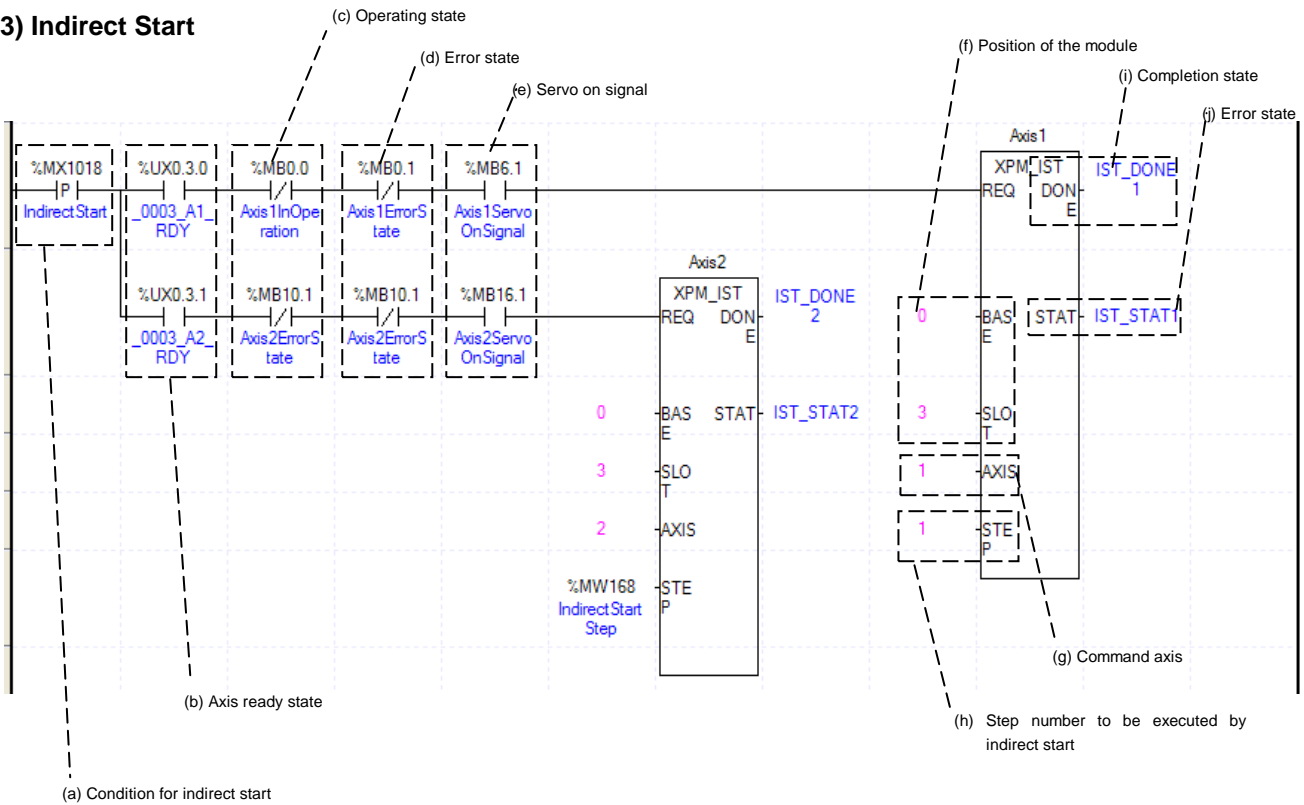 3) Indirect Start
(c) Operating state
(d) Error state
(e) Servo on signal
(f) Position of the module
(i) Completion state
(j) Error state
%MX1018
P
IndirectStart
%UX0.3.0
_0003_A1_
RDY
%MB0.0
Axis1InOpe
ration
%MB0.1
Axis1ErrorS
tate
%MB6.1
Axis1Servo
OnSignal
Axis1
XPM_IST
REQ DON
E
IST_DONE
1
%UX0.3.1
_0003_A2_
RDY
%MB10.1
Axis2ErrorS
tate
%MB10.1
Axis2ErrorS
tate
%MB16.1
Axis2Servo
OnSignal
Axis2
XPM_IST
REQ DON
E
IST_DONE
2
0
BAS
E
STAT
IST_STAT1
0
BAS
E
STAT
IST_STAT2
3
SLO
T
3
SLO
T
1
AXIS
2
AXIS
1
STE
P
%MW168
IndirectStart
Step
STE
P
(g) Command axis
(b) Axis ready state
(h) Step number to be executed by
indirect start
(a) Condition for indirect start